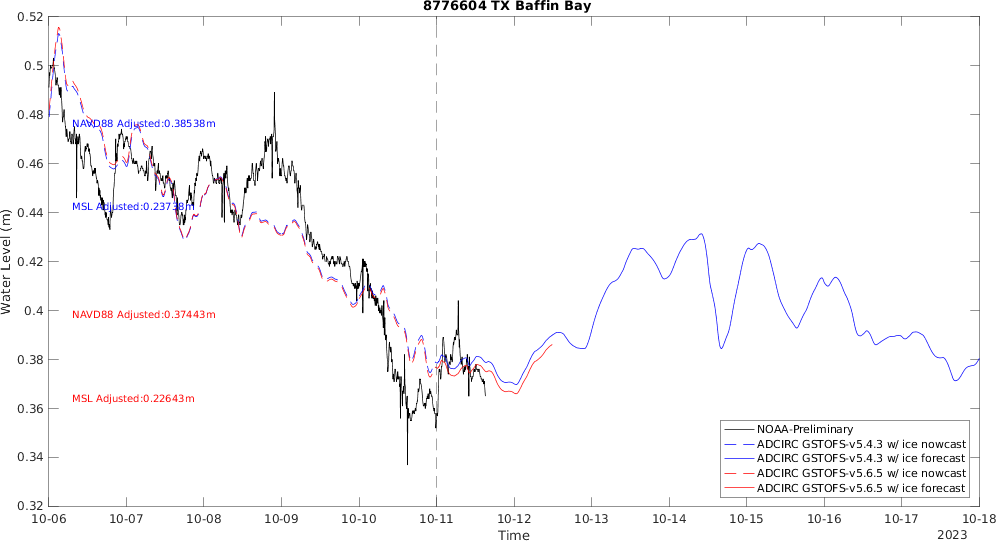 8776604 TX Baffin Bay
0.52
0.5
0.48
0.46
0.44
0.42
0.4
0.38
0.36
0.34
0.32
Water Level (m)
NAVD88 Adjusted:0.38538m
MSL Adjusted:0.23738m
NAVD88 Adjusted:0.37443m
MSL Adjusted:0.22643m
NOAA-Preliminary
ADCIRC GSTOFS-v5.4.3 w/ ice nowcast
ADCIRC GSTOFS-v5.4.3 w/ ice forecast
ADCIRC GSTOFS-v5.6.5 w/ ice nowcast
ADCIRC GSTOFS-v5.6.5 w/ ice forecast
10-06 10-07 10-08 10-09 10-10 10-11 10-12 10-13 10-14 10-15 10-16 10-17 10-18
Time
2023